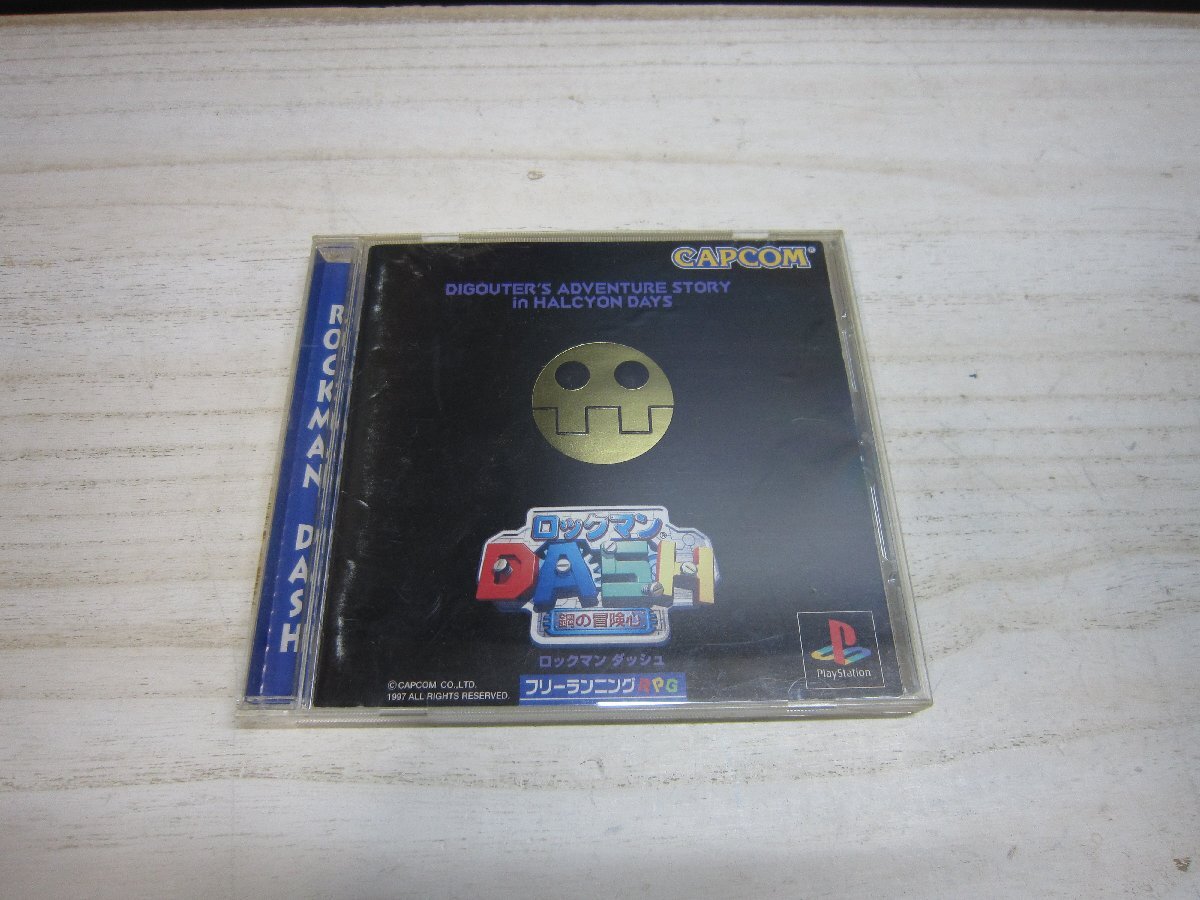 CAPCOM®
DIGOUTER'S ADVENTURE STORY
in HALCYON DAYS
ROCKMAN DASH
ロックマン®
DASH
鋼の冒険心
ロックマン ダッシュ
フリーランニングRPG
©CAPCOM CO.,LTD.
1997 ALL RIGHTS RESERVED.
PlayStation